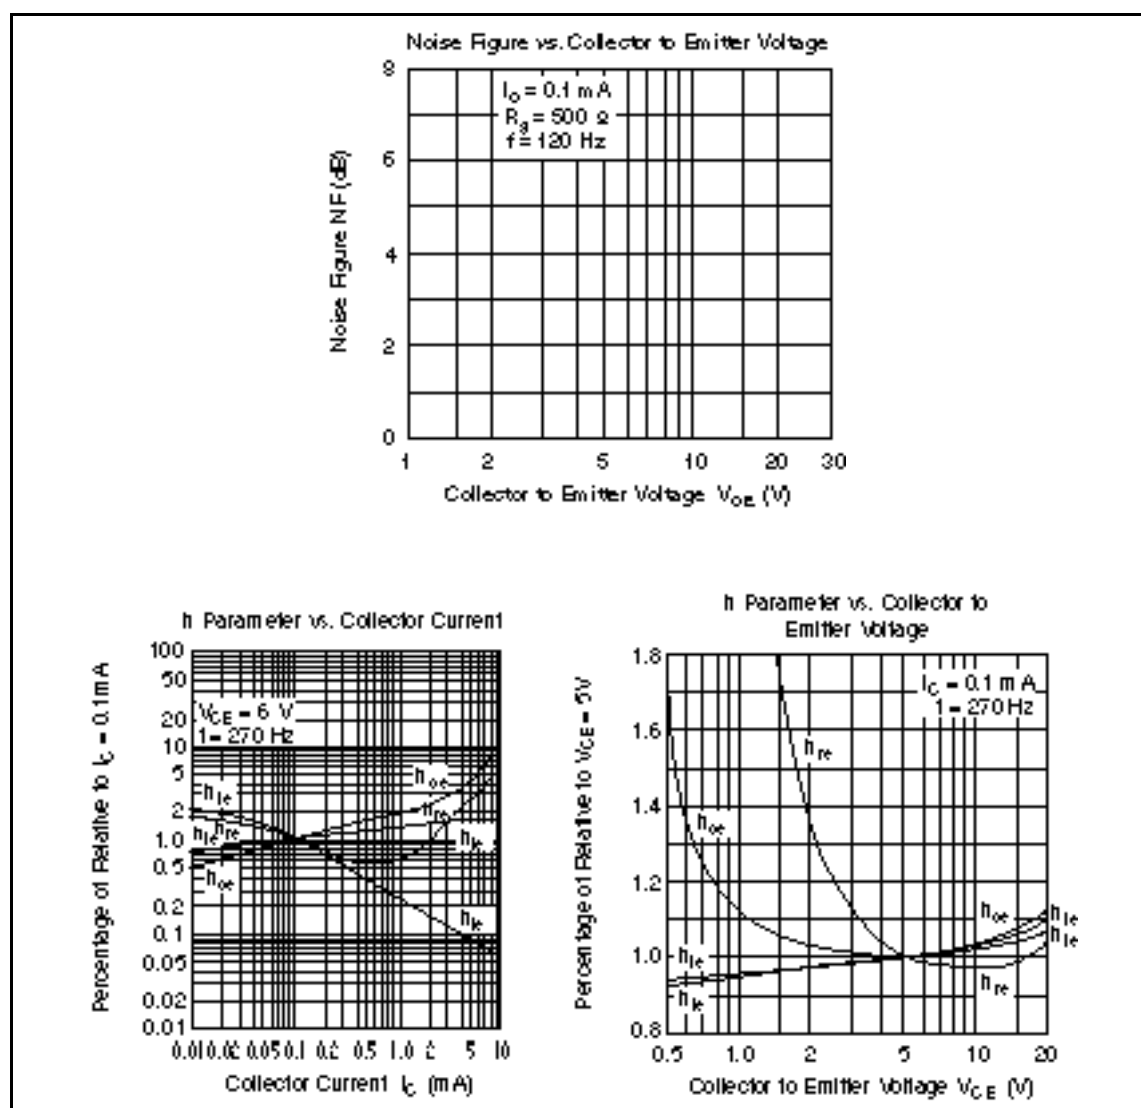 Noise Figure vs. Collector to Emitter Voltage
8
6
4
2
0
Noise Figure NF (dB)
I_O = 0.1 mA
R_g = 500 Ω
f = 120 Hz
1 2 5 10 20 30
Collector to Emitter Voltage V_OE (V)
h Parameter vs. Collector Current
100
50
20
10
5
2
1.0
0.5
0.2
0.1
0.05
0.02
0.01
Percentage of Relative to I_C = 0.1mA
V_CE = 6 V
f = 270 Hz
h_ie
h_oe
h_re
h_ie h_re
h_fe
h_oe
h_ie
0.01 0.02 0.05 0.1 0.2 0.5 1.0 2 5 10
Collector Current I_C (mA)
h Parameter vs. Collector to
Emitter Voltage
1.8
1.6
1.4
1.2
1.0
0.8
Percentage of Relative to V_CE = 5V
I_C = 0.1 mA
f = 270 Hz
h_re
h_oe
h_oe
h_fe
h_ie
h_ie
h_fe
h_re
0.5 1.0 2 5 10 20
Collector to Emitter Voltage V_CE (V)